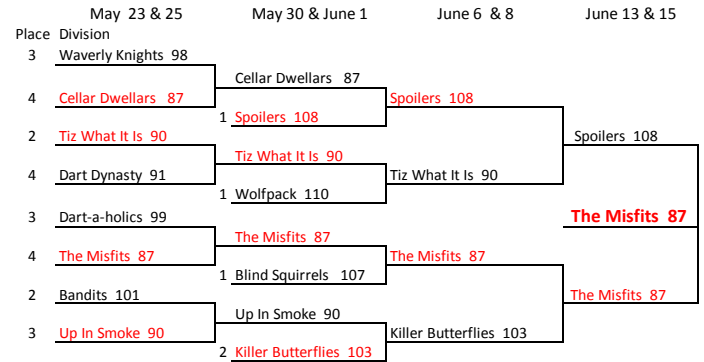 May 23 & 25 May 30 & June 1 June 6 & 8 June 13 & 15
Place Division
3 Waverly Knights 98
Cellar Dwellars 87
4 Cellar Dwellars 87 Spoilers 108
1 Spoilers 108
2 Tiz What It Is 90 Spoilers 108
Tiz What It Is 90
4 Dart Dynasty 91 Tiz What It Is 90
1 Wolfpack 110
3 Dart-a-holics 99 The Misfits 87
The Misfits 87
4 The Misfits 87 The Misfits 87
1 Blind Squirrels 107
2 Bandits 101 The Misfits 87
Up In Smoke 90
3 Up In Smoke 90 Killer Butterflies 103
2 Killer Butterflies 103